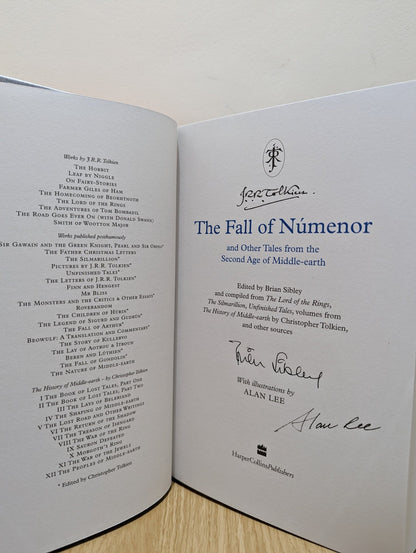 Works by J.R.R. Tolkien
THE HOBBIT
LEAF BY NIGGLE
ON FAIRY-STORIES
FARMER GILES OF HAM
THE HOMECOMING OF BEORHTNOTH
THE LORD OF THE RINGS
THE ADVENTURES OF TOM BOMBADIL
THE ROAD GOES EVER ON (WITH DONALD SWANN)
SMITH OF WOOTTON MAJOR
Works published posthumously
SIR GAWAIN AND THE GREEN KNIGHT, PEARL AND SIR ORFEO*
THE FATHER CHRISTMAS LETTERS
THE SILMARILLION*
PICTURES BY J.R.R. TOLKIEN*
UNFINISHED TALES*
THE LETTERS OF J.R.R. TOLKIEN*
FINN AND HENGEST
MR BLISS
THE MONSTERS AND THE CRITICS & OTHER ESSAYS*
ROVERANDOM
THE CHILDREN OF HÚRIN*
THE LEGEND OF SIGURD AND GUDRÚN*
THE FALL OF ARTHUR*
BEOWULF: A TRANSLATION AND COMMENTARY*
THE STORY OF KULLERVO
THE LAY OF AOTROU & ITROUN
BEREN AND LÚTHIEN*
THE FALL OF GONDOLIN*
THE NATURE OF MIDDLE-EARTH
The History of Middle-earth – by Christopher Tolkien
I THE BOOK OF LOST TALES, PART ONE
II THE BOOK OF LOST TALES, PART TWO
III THE LAYS OF BELERIAND
IV THE SHAPING OF MIDDLE-EARTH
V THE LOST ROAD AND OTHER WRITINGS
VI THE RETURN OF THE SHADOW
VII THE TREASON OF ISENGARD
VIII THE WAR OF THE RING
IX SAURON DEFEATED
X MORGOTH'S RING
XI THE WAR OF THE JEWELS
XII THE PEOPLES OF MIDDLE-EARTH
* Edited by Christopher Tolkien
J.R.R. Tolkien
The Fall of Númenor
and Other Tales from the
Second Age of Middle-earth
Edited by Brian Sibley
and compiled from The Lord of the Rings,
The Silmarillion, Unfinished Tales, volumes from
The History of Middle-earth by Christopher Tolkien,
and other sources
Brian Sibley
With illustrations by
ALAN LEE
Alan Lee
HarperCollinsPublishers